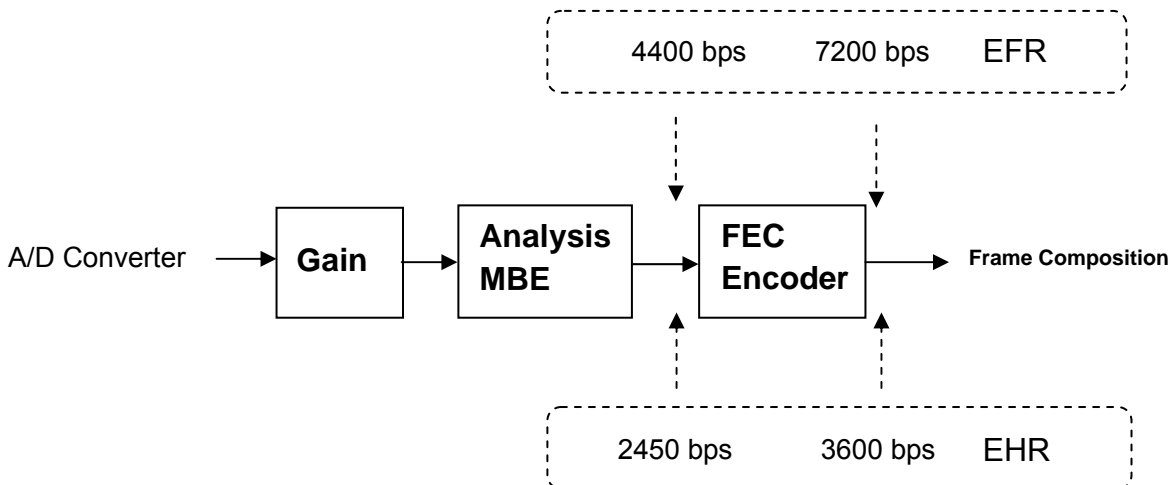 4400 bps 7200 bps EFR
A/D Converter
Gain
Analysis
MBE
FEC
Encoder
Frame Composition
2450 bps 3600 bps EHR